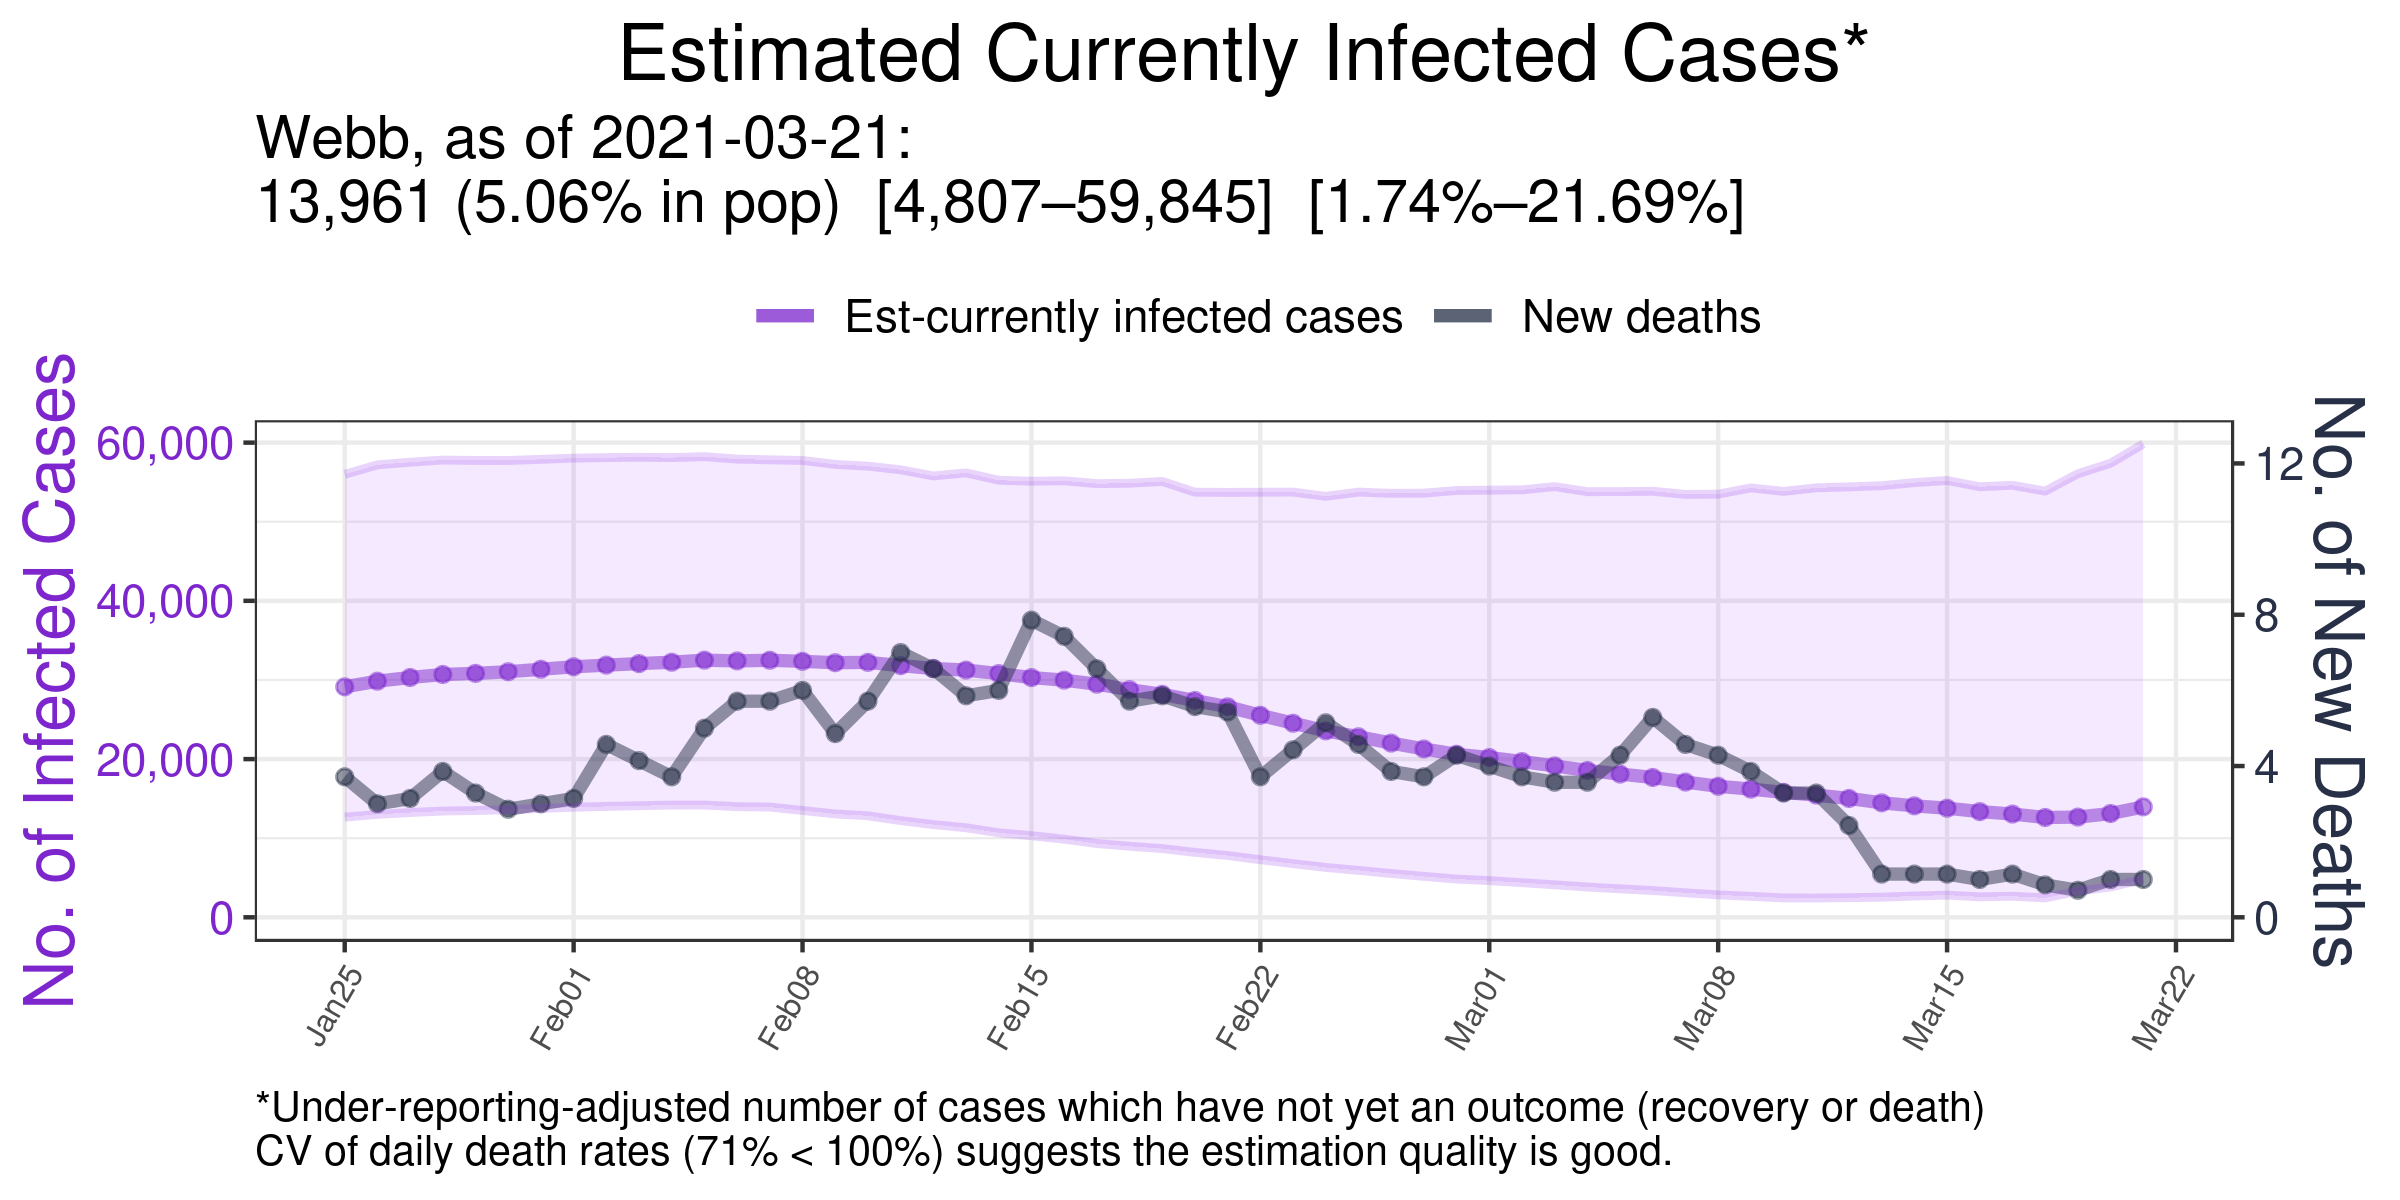 Estimated Currently Infected Cases*
Webb, as of 2021-03-21:
13,961 (5.06% in pop)  [4,807–59,845]  [1.74%–21.69%]
Est-currently infected cases
New deaths
No. of Infected Cases
60,000
40,000
20,000
0
12
8
4
0
No. of New Deaths
Jan25
Feb01
Feb08
Feb15
Feb22
Mar01
Mar08
Mar15
Mar22
*Under-reporting-adjusted number of cases which have not yet an outcome (recovery or death)
CV of daily death rates (71% < 100%) suggests the estimation quality is good.